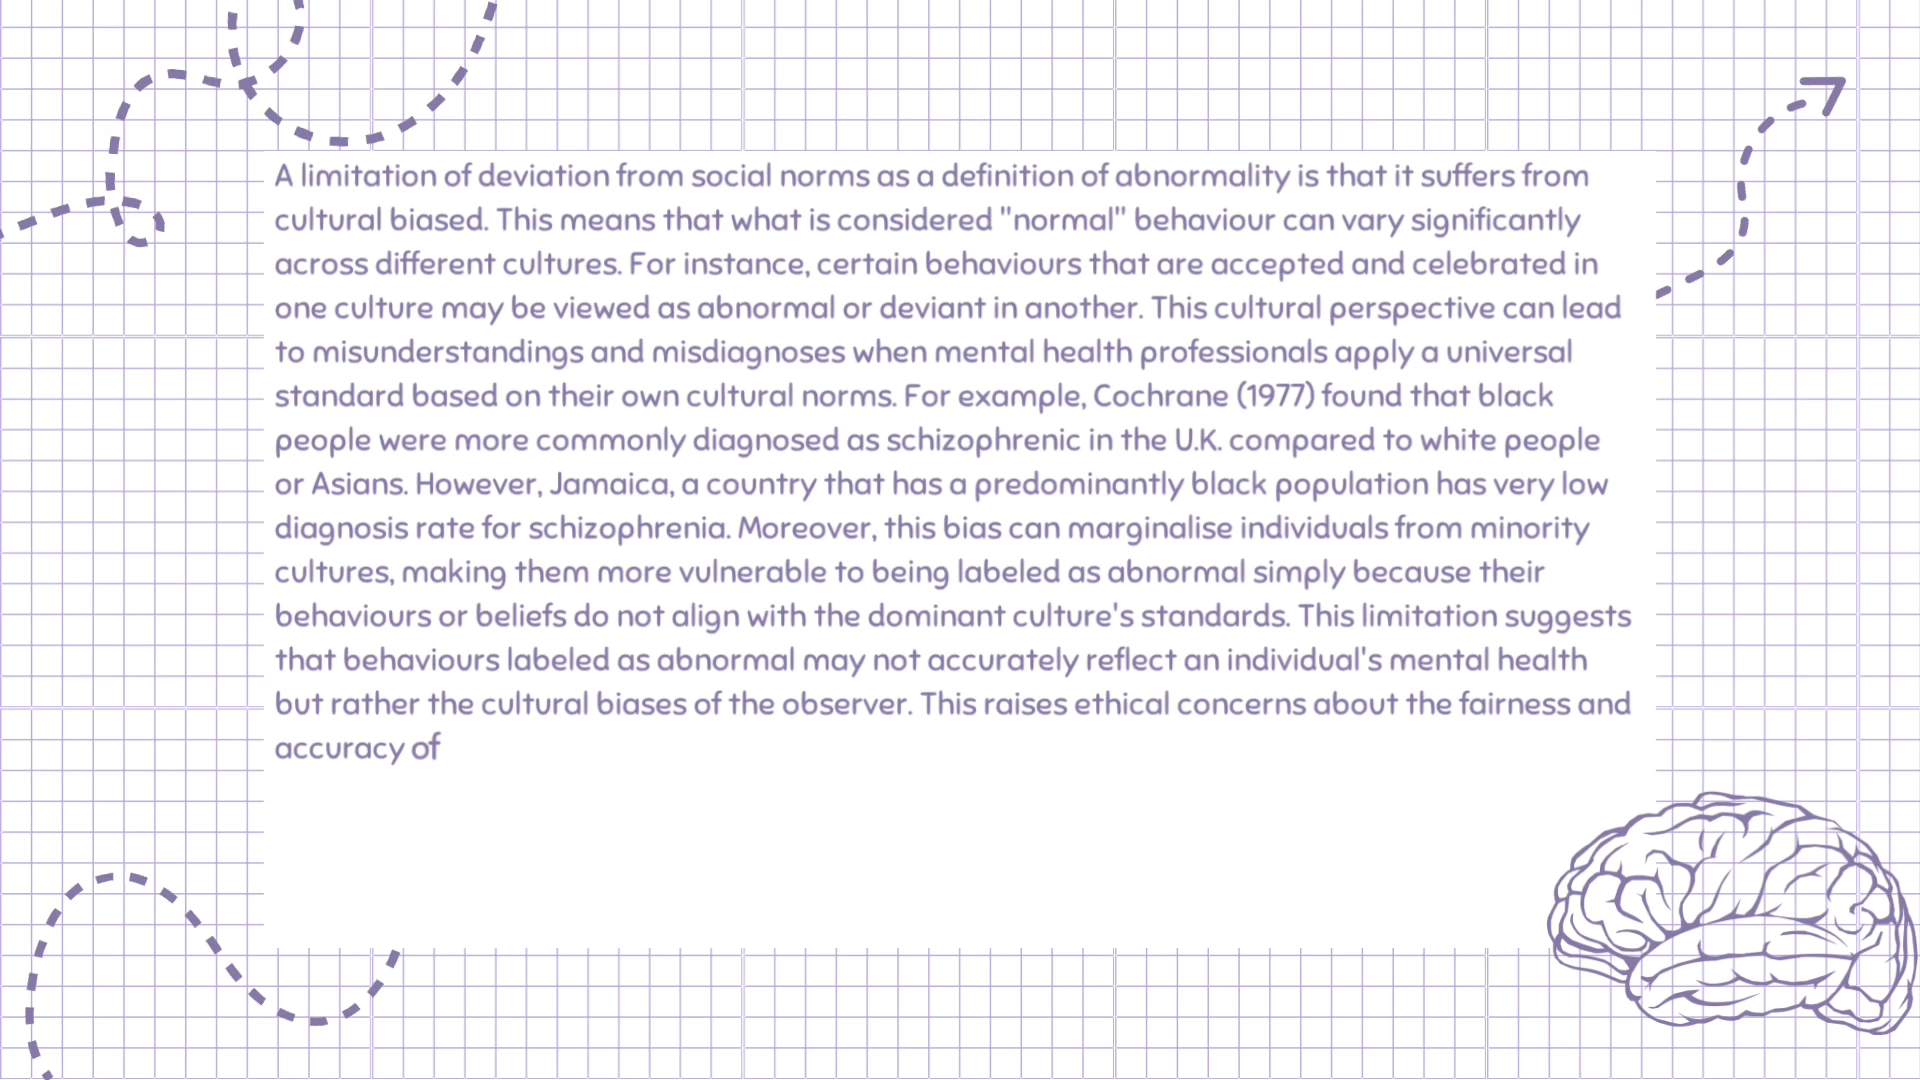 A limitation of deviation from social norms as a definition of abnormality is that it suffers from
cultural biased. This means that what is considered "normal" behaviour can vary significantly
across different cultures. For instance, certain behaviours that are accepted and celebrated in
one culture may be viewed as abnormal or deviant in another. This cultural perspective can lead
to misunderstandings and misdiagnoses when mental health professionals apply a universal
standard based on their own cultural norms. For example, Cochrane (1977) found that black
people were more commonly diagnosed as schizophrenic in the U.K. compared to white people
or Asians. However, Jamaica, a country that has a predominantly black population has very low
diagnosis rate for schizophrenia. Moreover, this bias can marginalise individuals from minority
cultures, making them more vulnerable to being labeled as abnormal simply because their
behaviours or beliefs do not align with the dominant culture's standards. This limitation suggests
that behaviours labeled as abnormal may not accurately reflect an individual's mental health
but rather the cultural biases of the observer. This raises ethical concerns about the fairness and
accuracy of